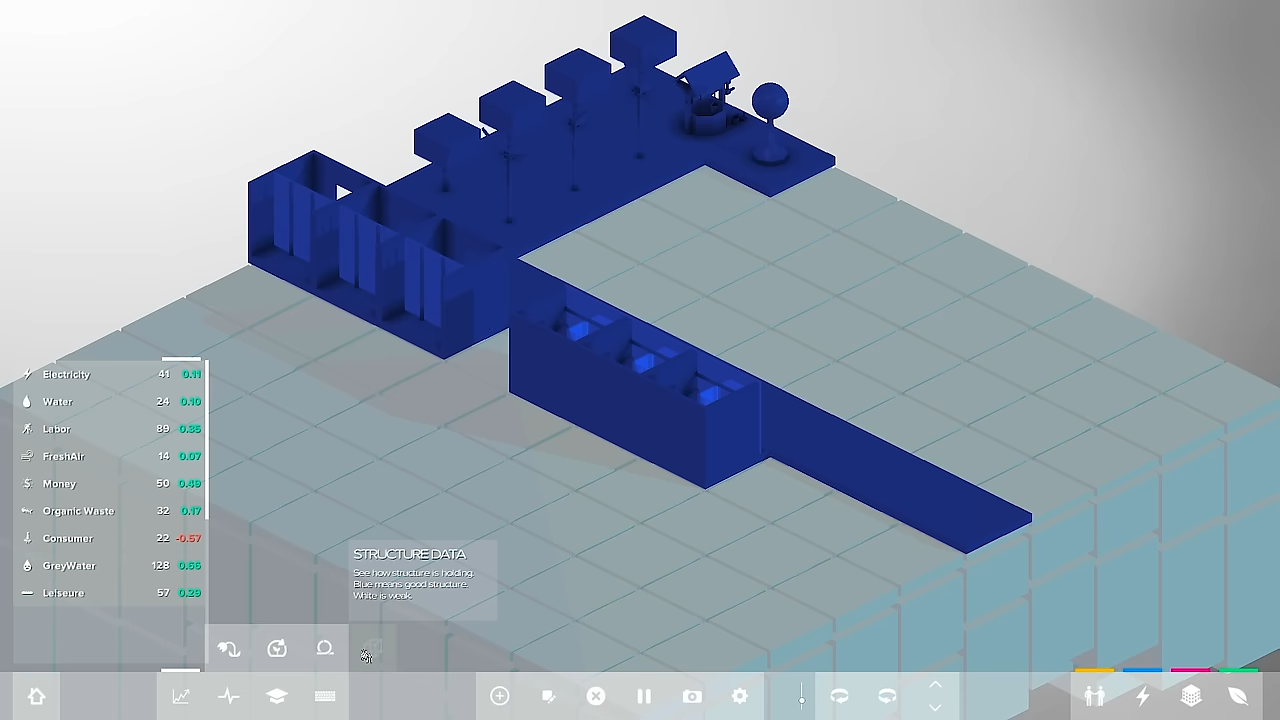 Electricity 41 0.11
Water 24 0.10
Labor 89 0.35
FreshAir 14 0.07
Money 50 0.49
Organic Waste 32 0.17
Consumer 22 -0.57
GreyWater 128 0.66
Leiseure 57 0.29
STRUCTURE DATA
See how structure is holding.
Blue means good structure.
White is weak.